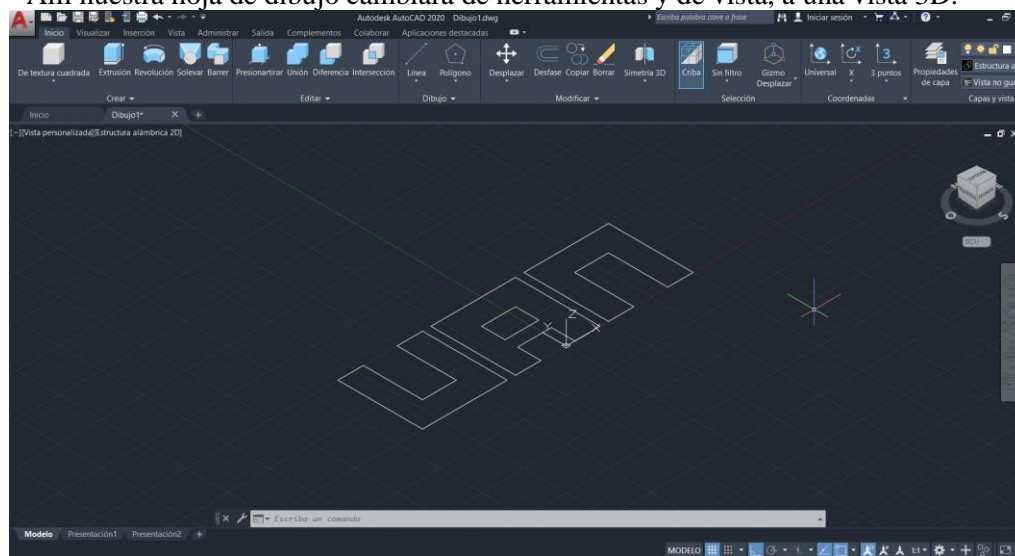 Ahí nuestra hoja de dibujo cambiará de herramientas y de vista, a una vista 3D.
Autodesk AutoCAD 2020 Dibujo1.dwg
Escriba palabra clave o frase
Iniciar sesión
Inicio Visualizar Inserción Vista Administrar Salida Complementos Colaborar Aplicaciones destacadas
De textura cuadrada Extrusión Revolución Solevar Barrer Presionartirar Unión Diferencia Intersección Línea Polígono Desplazar Desfase Copiar Borrar Simetría 3D Criba Sin filtro Gizmo Desplazar Universal X 3 puntos Propiedades de capa
Estructura a
Vista no gu
Crear Editar Dibujo Modificar Selección Coordenadas Capas y vista
Inicio Dibujo1* X +
[−][Vista personalizada][Estructura alámbrica 2D]
O S
SCU
Z
Y X
Escriba un comando
Modelo Presentación1 Presentación2 +
MODELO 1:1